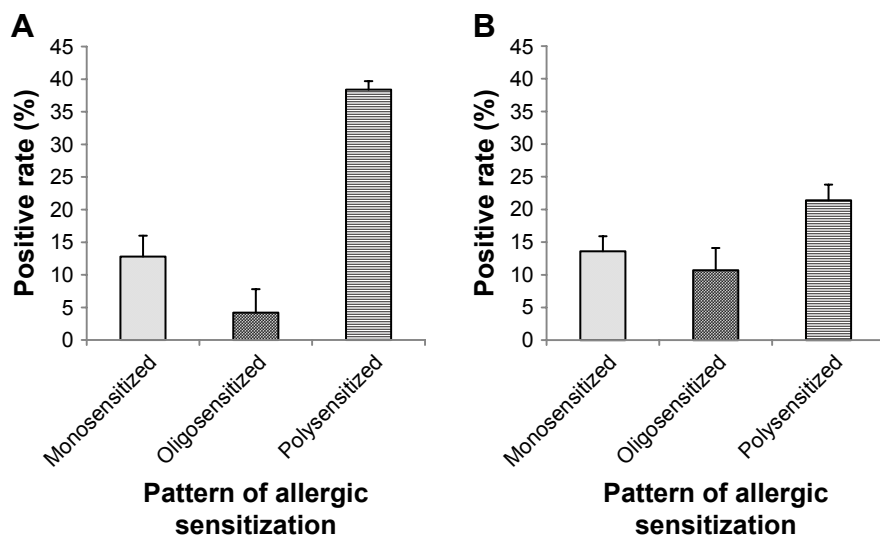 A
Positive rate (%)
45
40
35
30
25
20
15
10
5
0
Monosensitized
Oligosensitized
Polysensitized
Pattern of allergic
sensitization
B
Positive rate (%)
45
40
35
30
25
20
15
10
5
0
Monosensitized
Oligosensitized
Polysensitized
Pattern of allergic
sensitization